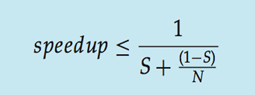 speedup ≤ 1 / (S + (1−S)/N)